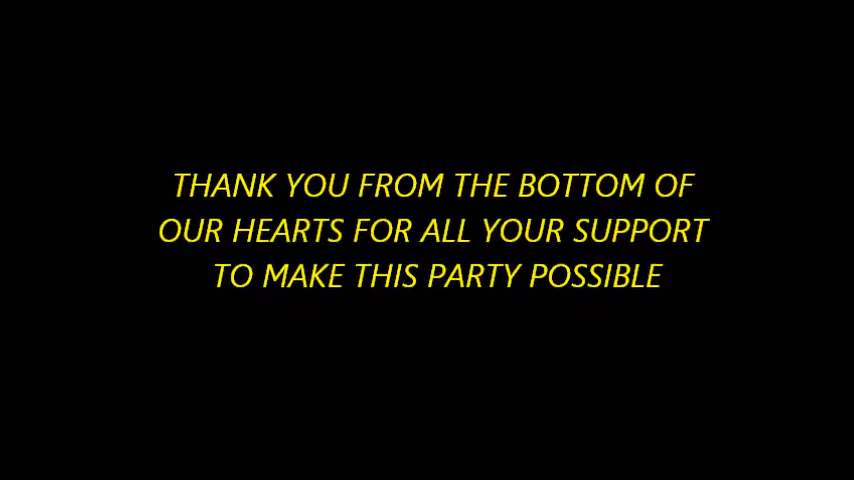 THANK YOU FROM THE BOTTOM OF
OUR HEARTS FOR ALL YOUR SUPPORT
TO MAKE THIS PARTY POSSIBLE